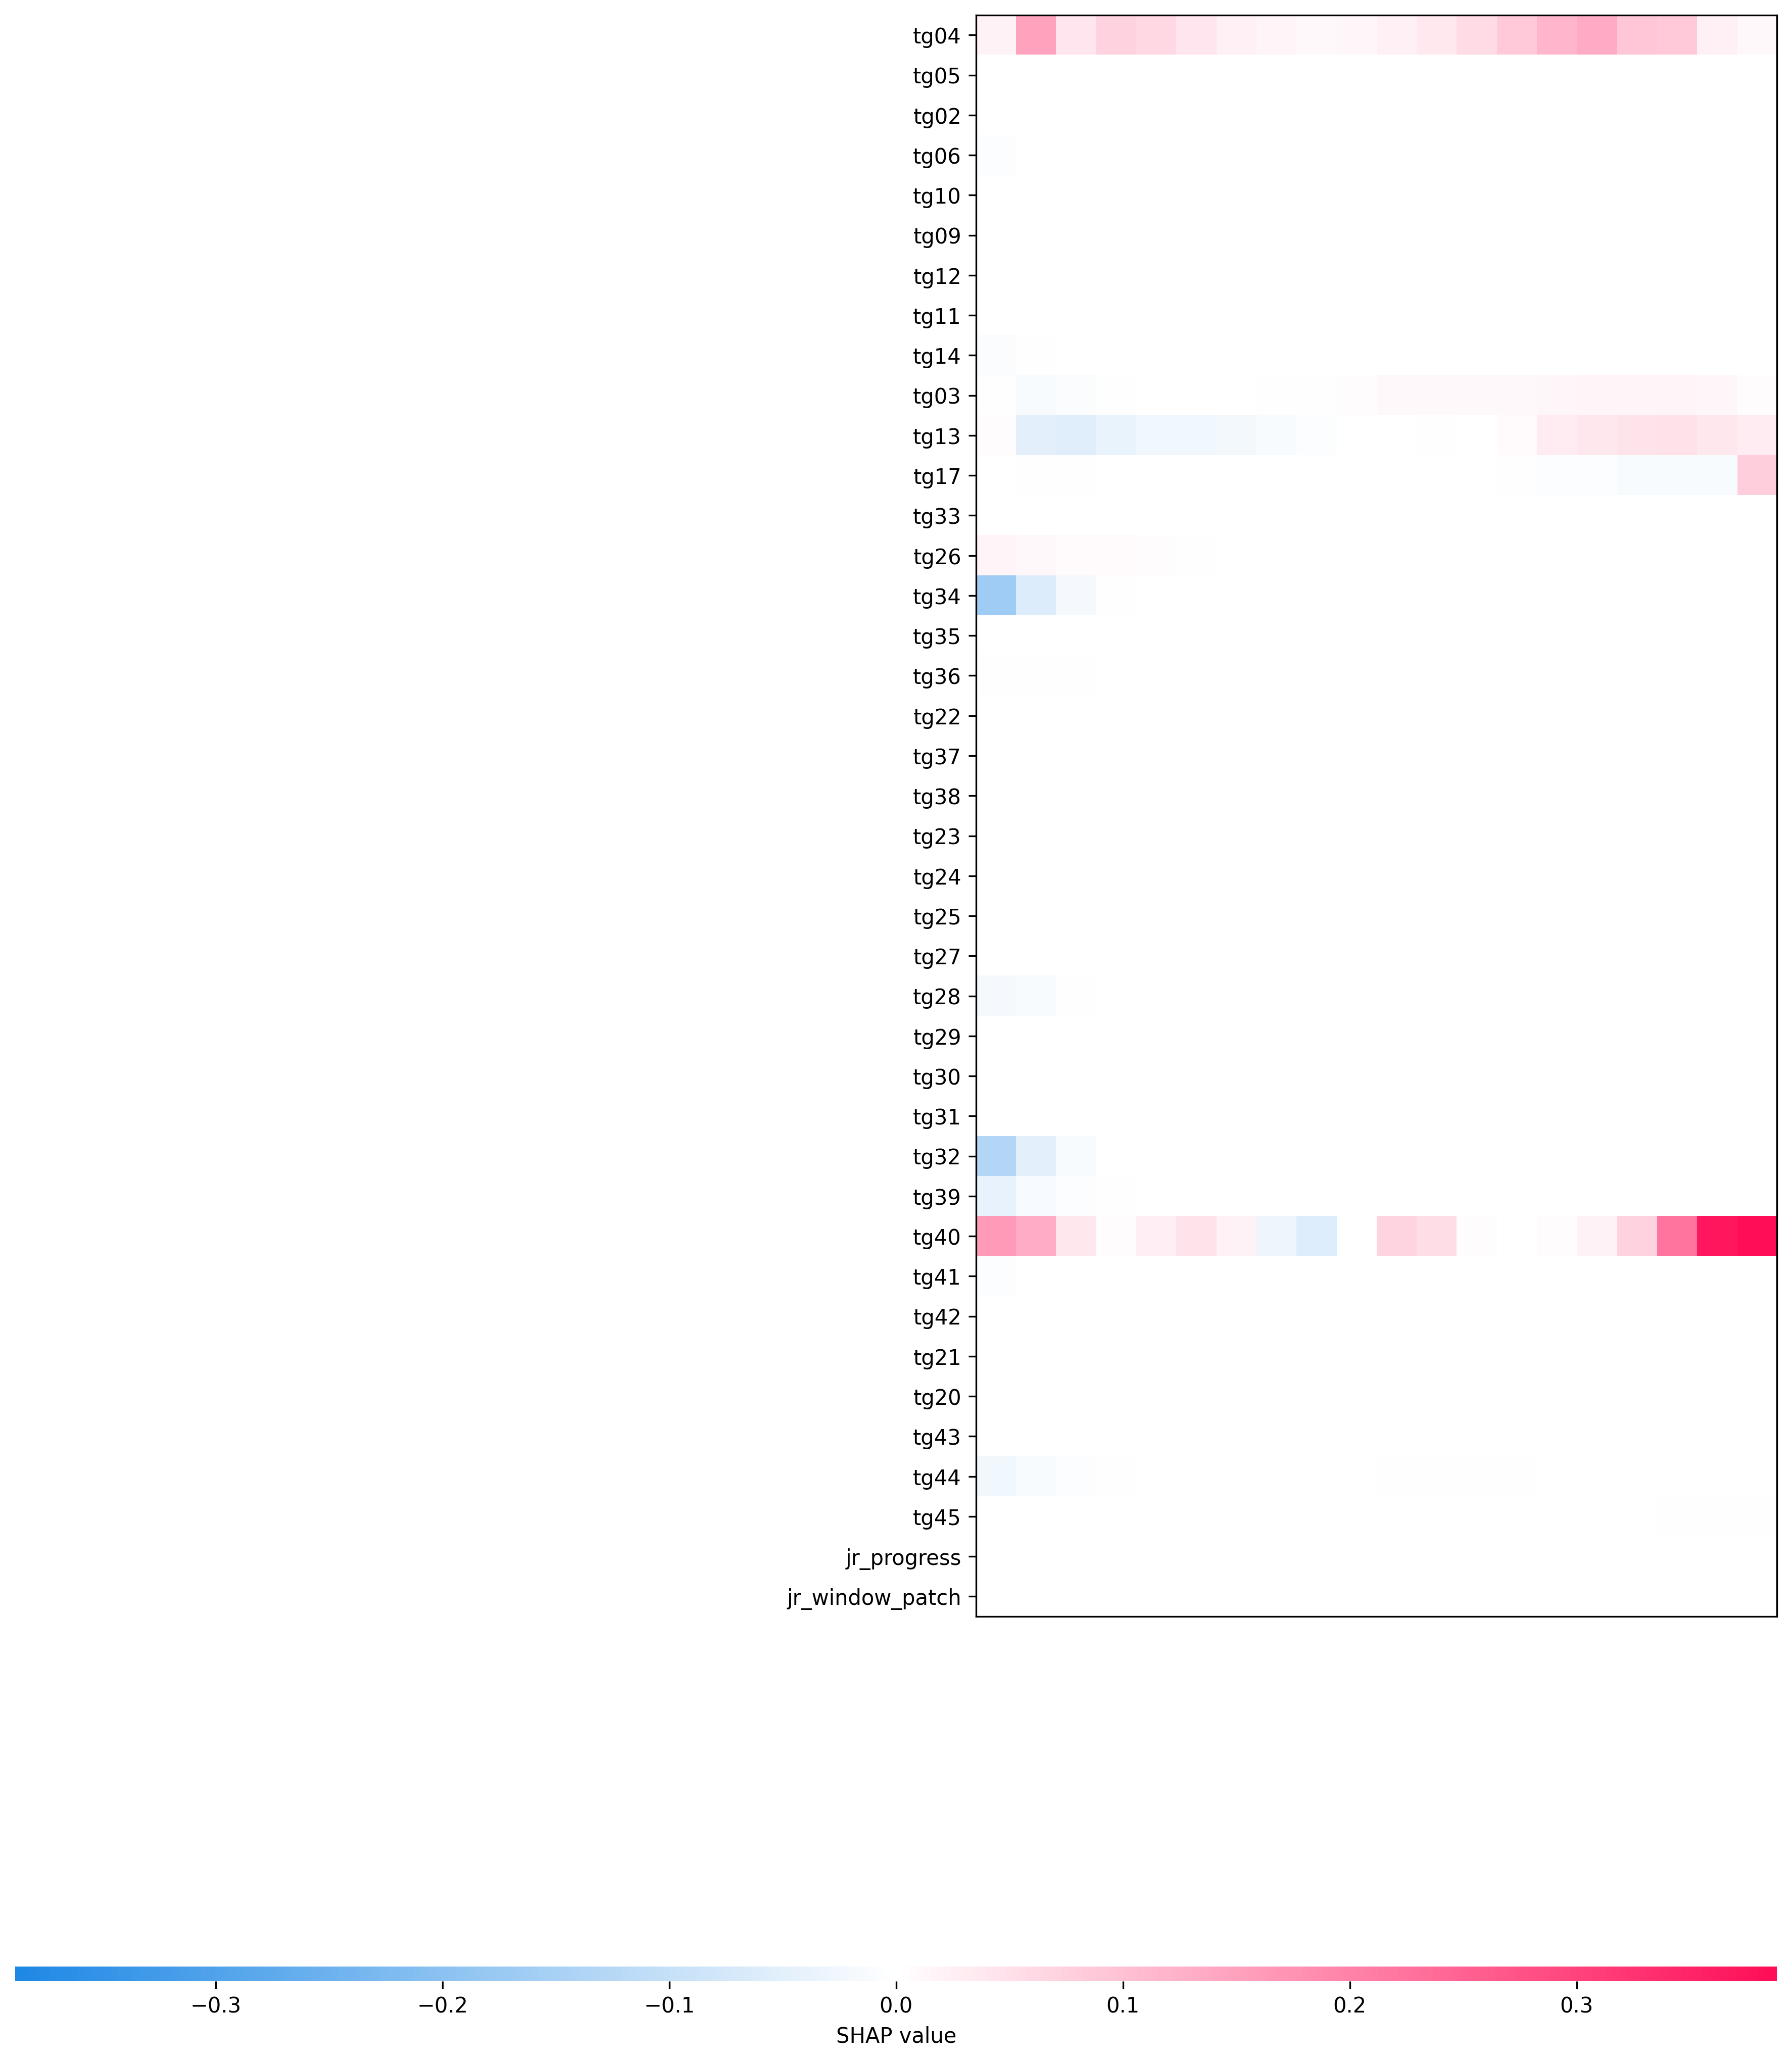 tg04
tg05
tg02
tg06
tg10
tg09
tg12
tg11
tg14
tg03
tg13
tg17
tg33
tg26
tg34
tg35
tg36
tg22
tg37
tg38
tg23
tg24
tg25
tg27
tg28
tg29
tg30
tg31
tg32
tg39
tg40
tg41
tg42
tg21
tg20
tg43
tg44
tg45
jr_progress
jr_window_patch
−0.3 −0.2 −0.1 0.0 0.1 0.2 0.3
SHAP value